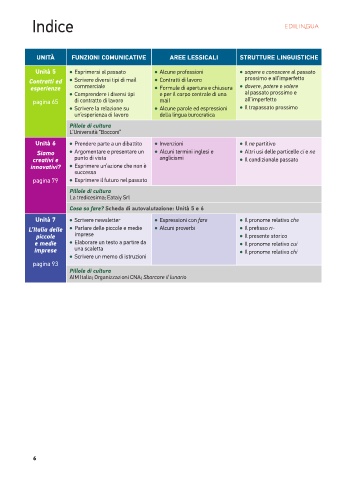 Indice
EDILINGUA
UNITÀ
FUNZIONI COMUNICATIVE
AREE LESSICALI
STRUTTURE LINGUISTICHE
Unità 5
Contratti ed
esperienze
pagina 65
• Esprimersi al passato
• Scrivere diversi tipi di mail
commerciale
• Comprendere i diversi tipi
di contratto di lavoro
• Scrivere la relazione su
un'esperienza di lavoro
• Alcune professioni
• Contratti di lavoro
• Formule di apertura e chiusura
e per il corpo centrale di una
mail
• Alcune parole ed espressioni
della lingua burocratica
• sapere e conoscere al passato
prossimo e all'imperfetto
• dovere, potere e volere
al passato prossimo e
all'imperfetto
• Il trapassato prossimo
Pillole di cultura
L'Università "Bocconi"
Unità 6
Siamo
creativi e
innovativi?
pagina 79
• Prendere parte a un dibattito
• Argomentare e presentare un
punto di vista
• Esprimere un'azione che non è
successa
• Esprimere il futuro nel passato
• Invenzioni
• Alcuni termini inglesi e
anglicismi
• Il ne partitivo
• Altri usi delle particelle ci e ne
• Il condizionale passato
Pillole di cultura
La tredicesima; Eataly Srl
Cosa so fare? Scheda di autovalutazione: Unità 5 e 6
Unità 7
L'Italia delle
piccole
e medie
imprese
pagina 93
• Scrivere newsletter
• Parlare delle piccole e medie
imprese
• Elaborare un testo a partire da
una scaletta
• Scrivere un memo di istruzioni
• Espressioni con fare
• Alcuni proverbi
• Il pronome relativo che
• Il prefisso ri-
• Il presente storico
• Il pronome relativo cui
• Il pronome relativo chi
Pillole di cultura
AIM Italia; Organizzazioni CNA; Sbarcare il lunario
6